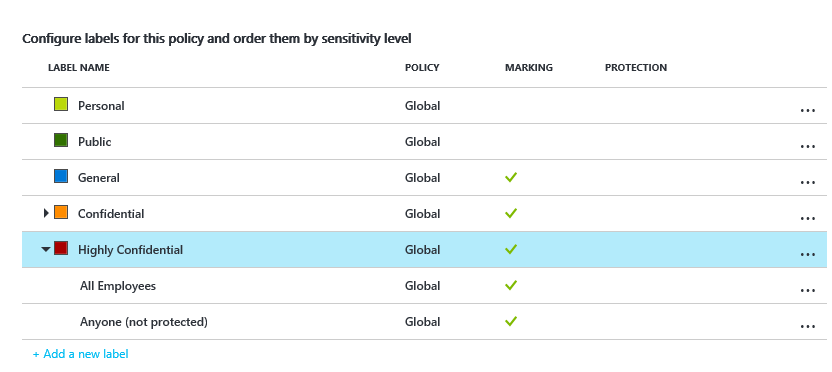 Configure labels for this policy and order them by sensitivity level
LABEL NAME POLICY MARKING PROTECTION
Personal Global ...
Public Global ...
General Global ...
Confidential Global ...
Highly Confidential Global ...
All Employees Global ...
Anyone (not protected) Global ...
+ Add a new label